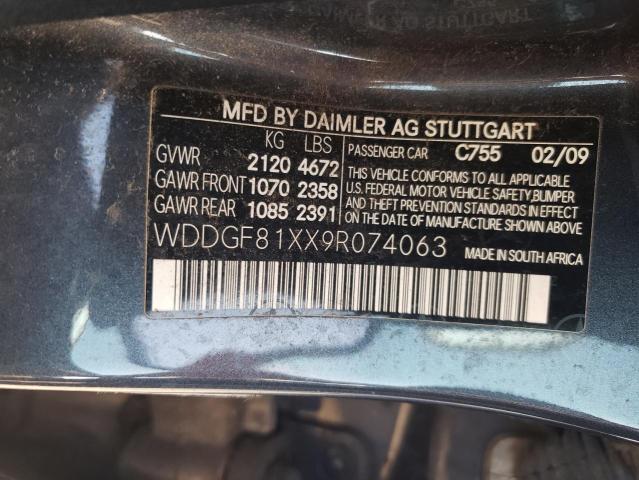 MFD BY DAIMLER AG STUTTGART
KG LBS
GVWR 2120 4672
GAWR FRONT 1070 2358
GAWR REAR 1085 2391
PASSENGER CAR C755 02/09
THIS VEHICLE CONFORMS TO ALL APPLICABLE
U.S. FEDERAL MOTOR VEHICLE SAFETY, BUMPER
AND THEFT PREVENTION STANDARDS IN EFFECT
ON THE DATE OF MANUFACTURE SHOWN ABOVE
WDDGF81XX9R074063
MADE IN SOUTH AFRICA